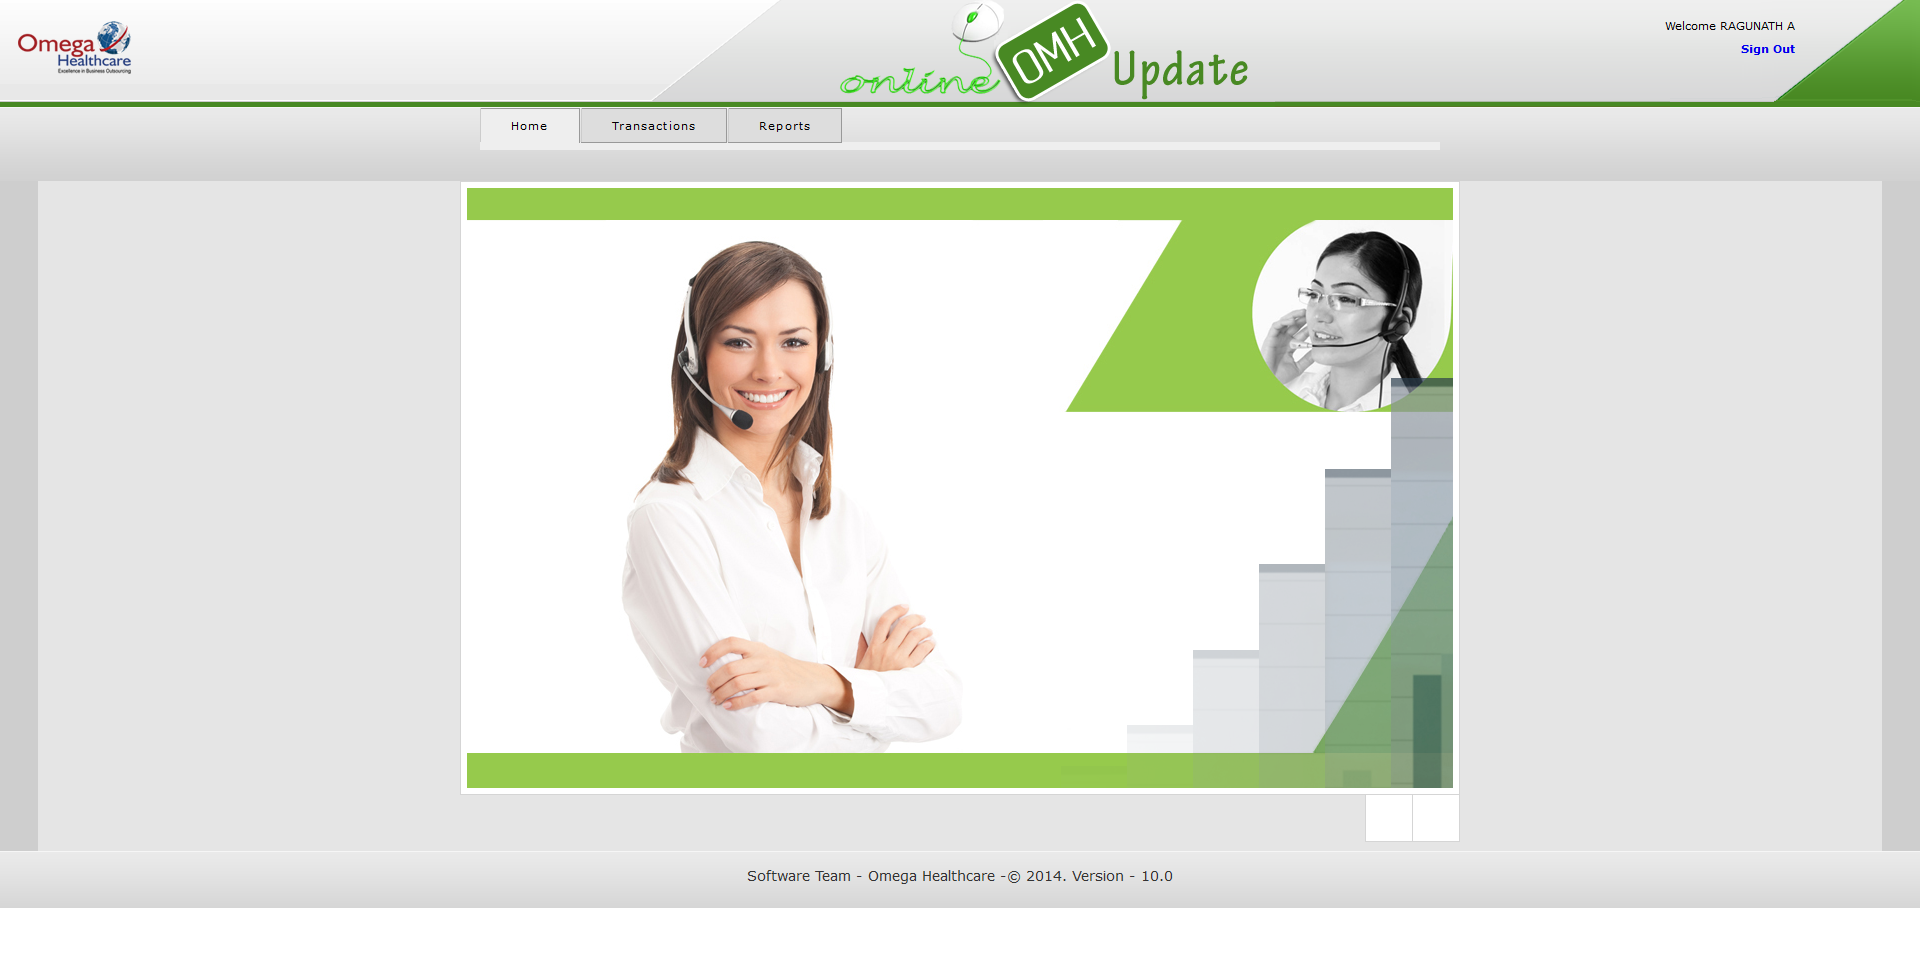 Omega
Healthcare
Excellence in Business Outsourcing
online OMH Update
Welcome RAGUNATH A
Sign Out
Home
Transactions
Reports
Software Team - Omega Healthcare -© 2014. Version - 10.0